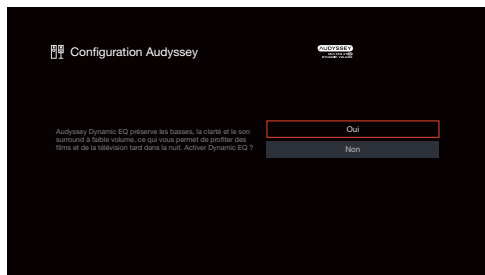 Configuration Audyssey
AUDYSSEY
DYNAMIC VOLUME
Audyssey Dynamic EQ préserve les basses, la clarté et le son
surround à faible volume, ce qui vous permet de profiter des
films et de la télévision tard dans la nuit. Activer Dynamic EQ ?
Oui
Non